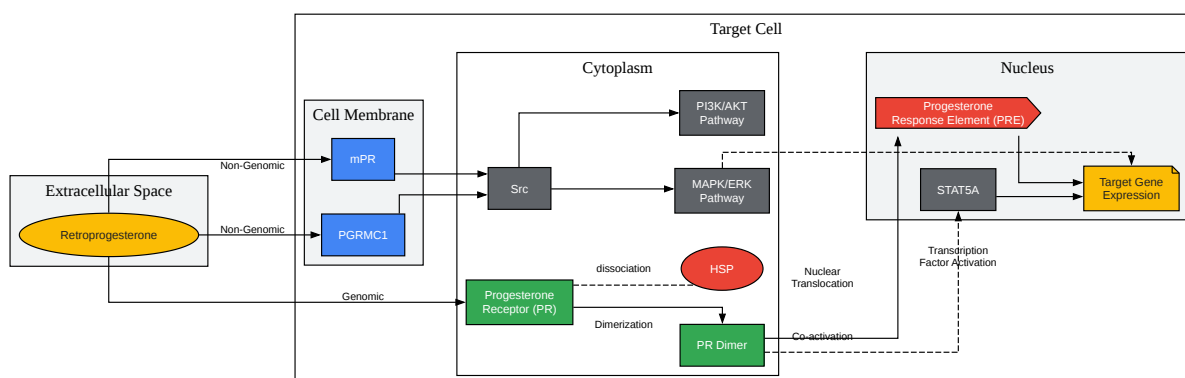 Target Cell
Cytoplasm
Nucleus
Cell Membrane
Extracellular Space
PI3K/AKT
Pathway
Progesterone
Response Element (PRE)
mPR
Non-Genomic
Src
MAPK/ERK
Pathway
STAT5A
Target Gene
Expression
Retroprogesterone
Non-Genomic
PGRMC1
Transcription
Factor Activation
dissociation
HSP
Nuclear
Translocation
Genomic
Progesterone
Receptor (PR)
Dimerization
PR Dimer
Co-activation